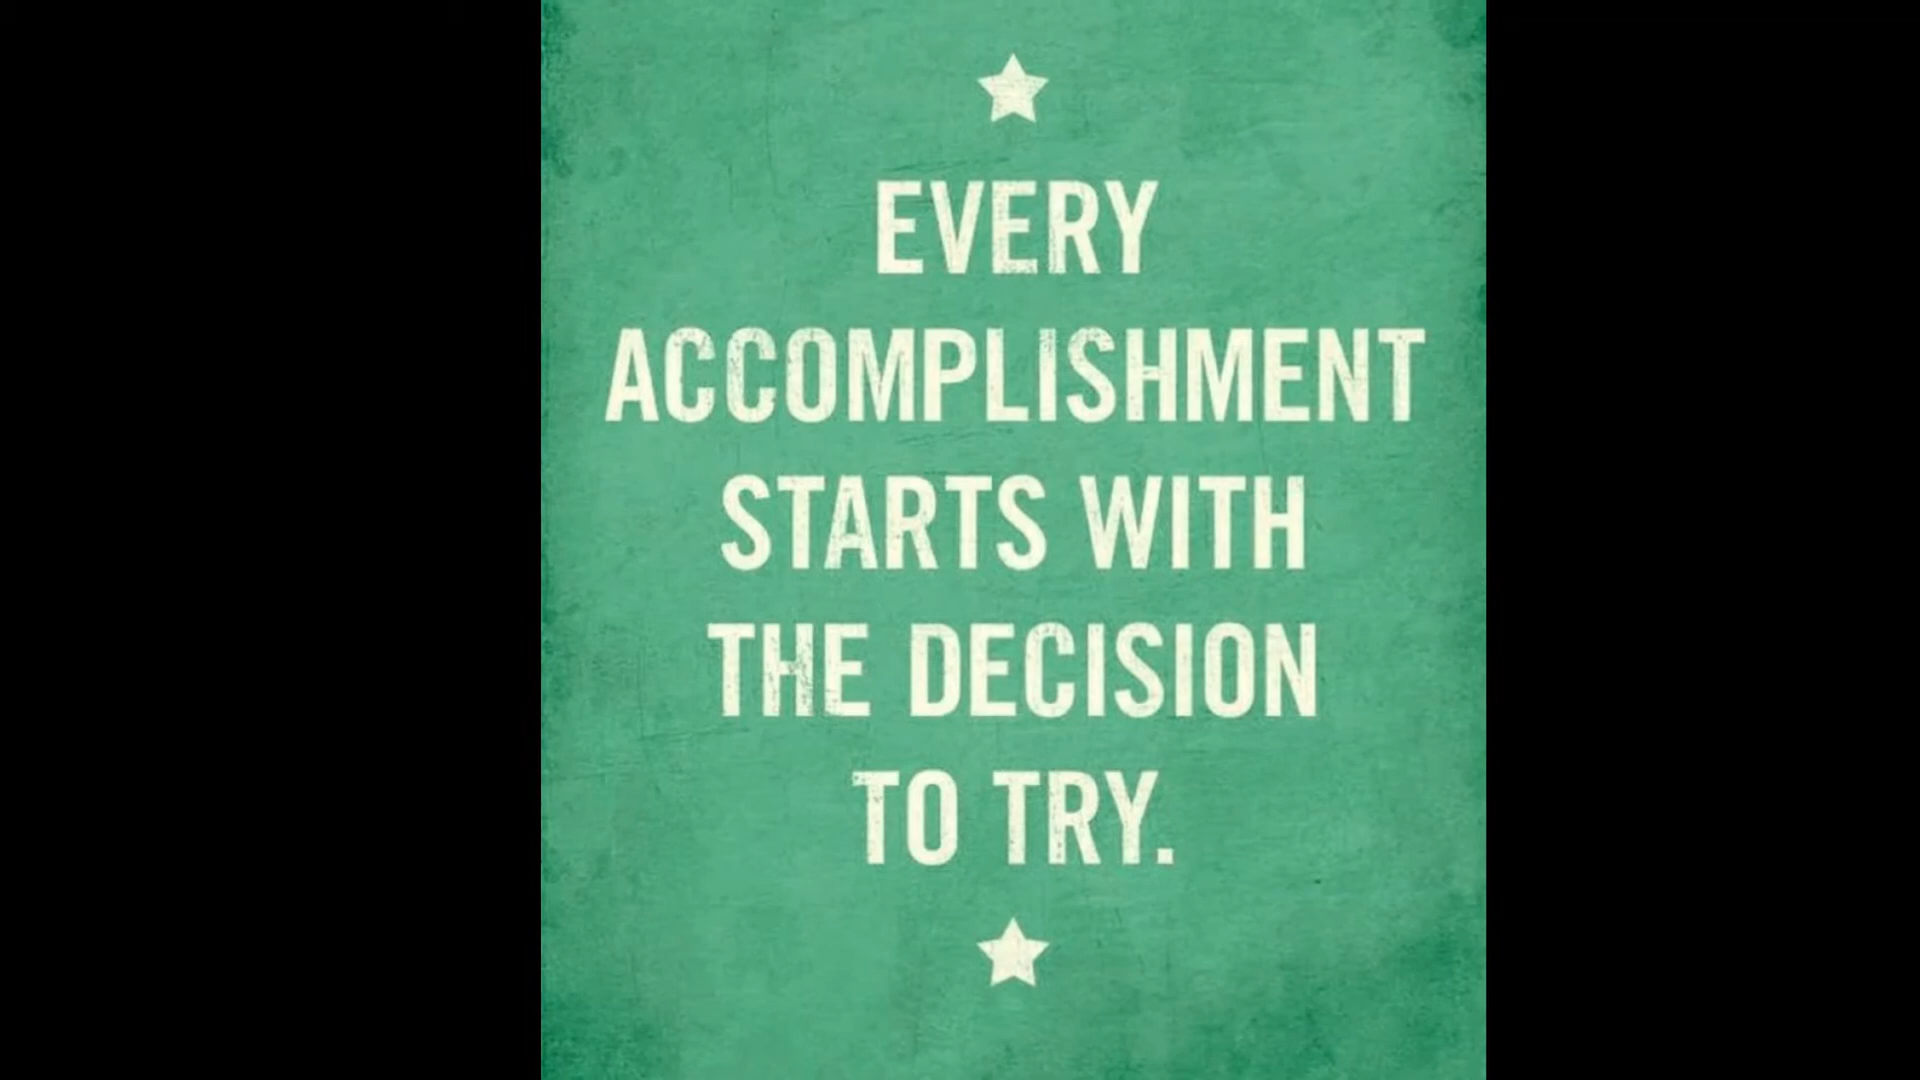 EVERY
ACCOMPLISHMENT
STARTS WITH
THE DECISION
TO TRY.